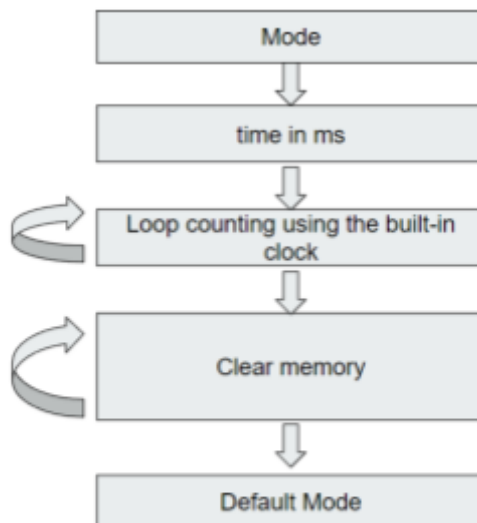 Mode
time in ms
Loop counting using the built-in
clock
Clear memory
Default Mode